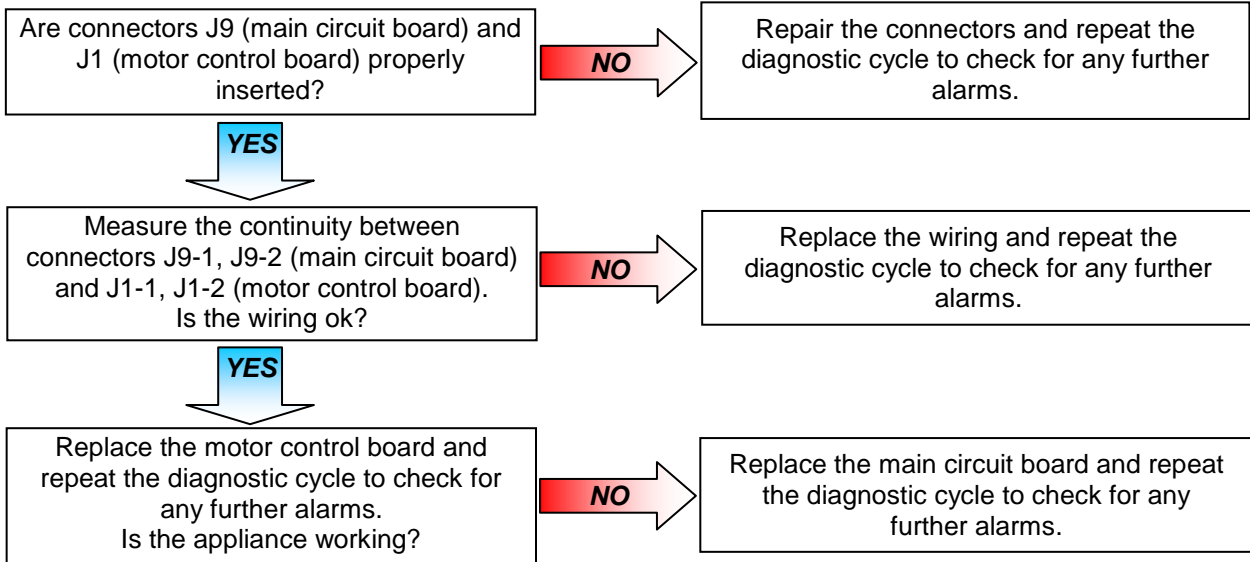 Are connectors J9 (main circuit board) and
J1 (motor control board) properly
inserted?
NO
Repair the connectors and repeat the
diagnostic cycle to check for any further
alarms.
YES
Measure the continuity between
connectors J9-1, J9-2 (main circuit board)
and J1-1, J1-2 (motor control board).
Is the wiring ok?
NO
Replace the wiring and repeat the
diagnostic cycle to check for any further
alarms.
YES
Replace the motor control board and
repeat the diagnostic cycle to check for
any further alarms.
Is the appliance working?
NO
Replace the main circuit board and repeat
the diagnostic cycle to check for any
further alarms.